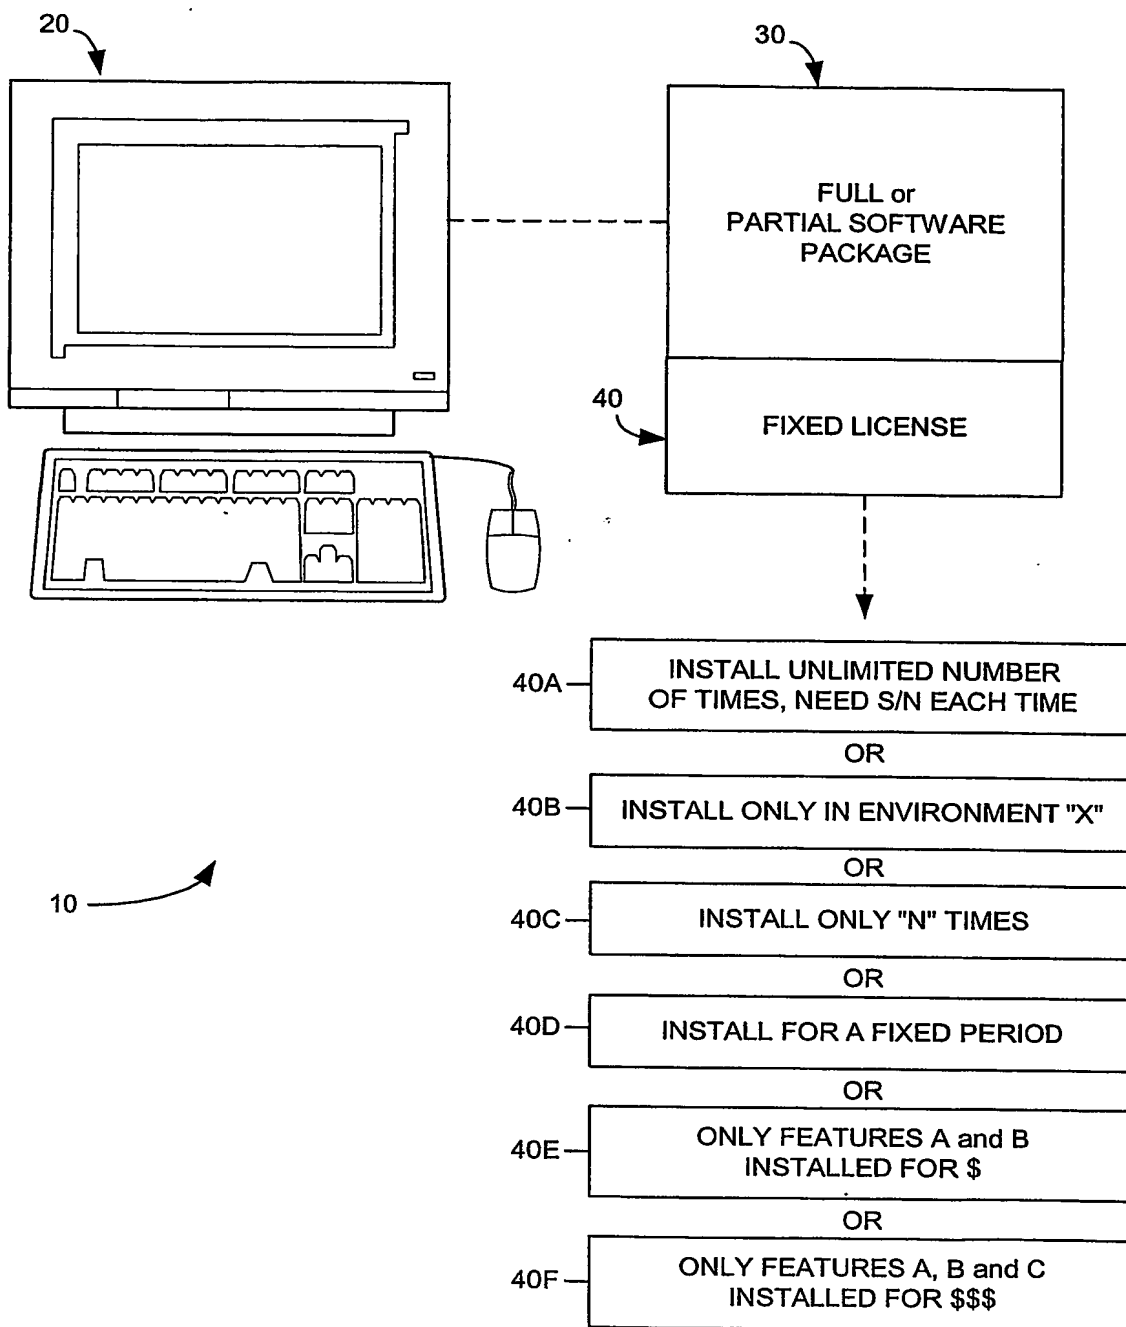 20
30
FULL or
PARTIAL SOFTWARE
PACKAGE
40
FIXED LICENSE
40A
INSTALL UNLIMITED NUMBER
OF TIMES, NEED S/N EACH TIME
OR
40B
INSTALL ONLY IN ENVIRONMENT "X"
OR
10
40C
INSTALL ONLY "N" TIMES
OR
40D
INSTALL FOR A FIXED PERIOD
OR
40E
ONLY FEATURES A and B
INSTALLED FOR $
OR
40F
ONLY FEATURES A, B and C
INSTALLED FOR $$$